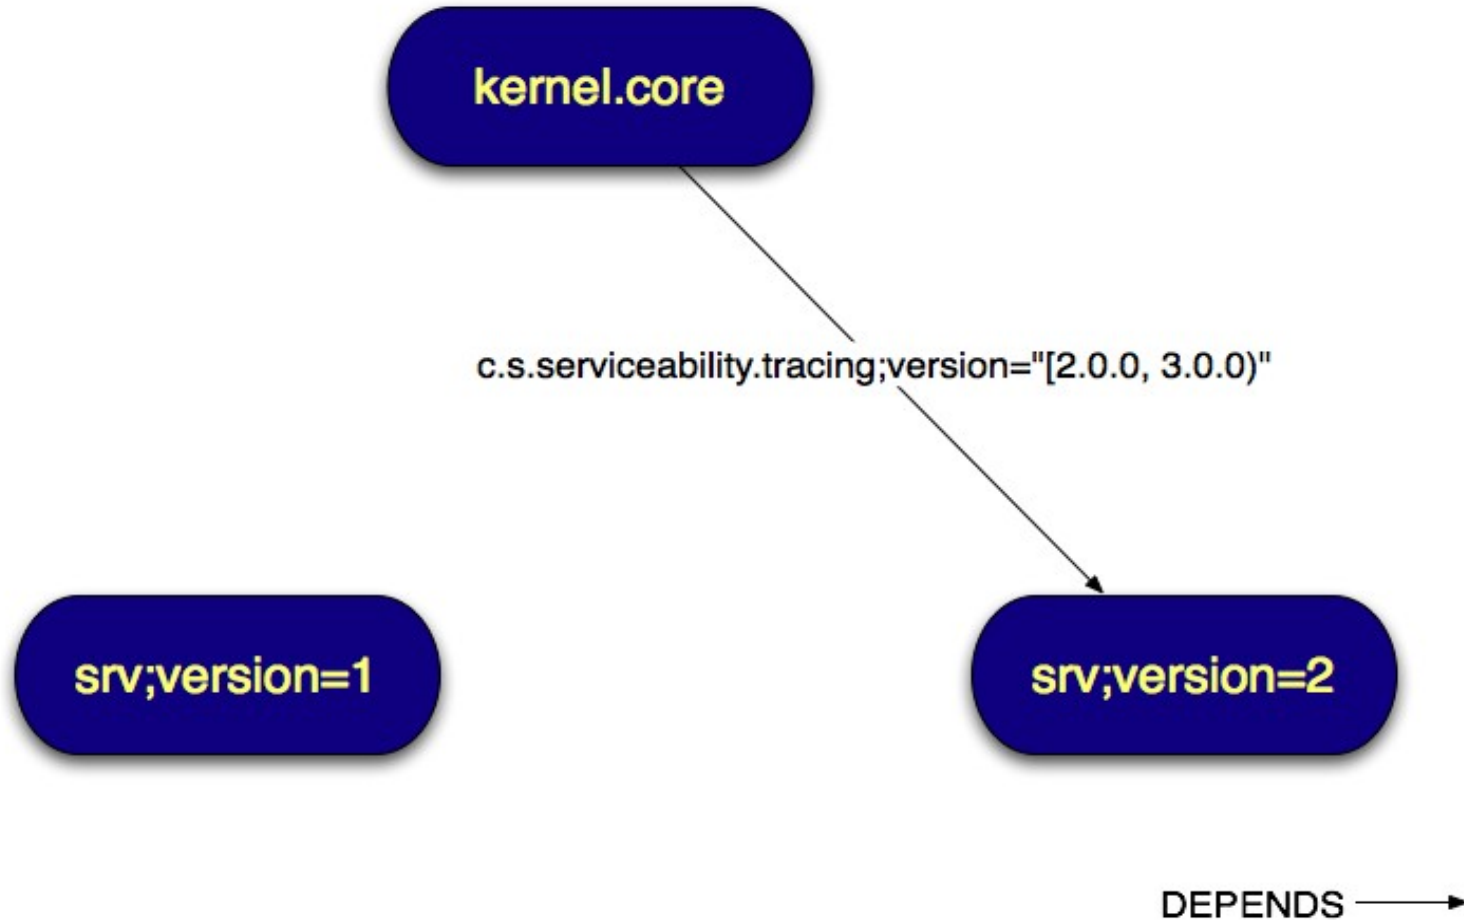 kernel.core
c.s.serviceability.tracing;version="[2.0.0, 3.0.0)"
srv;version=1
srv;version=2
DEPENDS